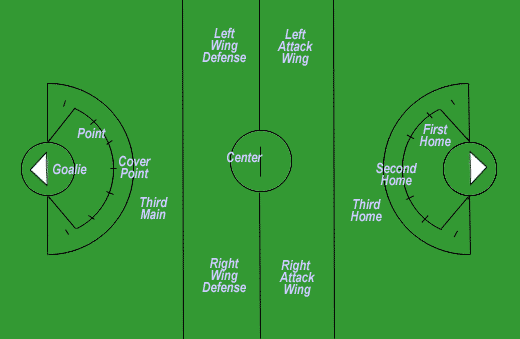 Left
Wing
Defense
Left
Attack
Wing
Point
Goalie
Cover
Point
Third
Main
Center
First
Home
Second
Home
Third
Home
Right
Wing
Defense
Right
Attack
Wing